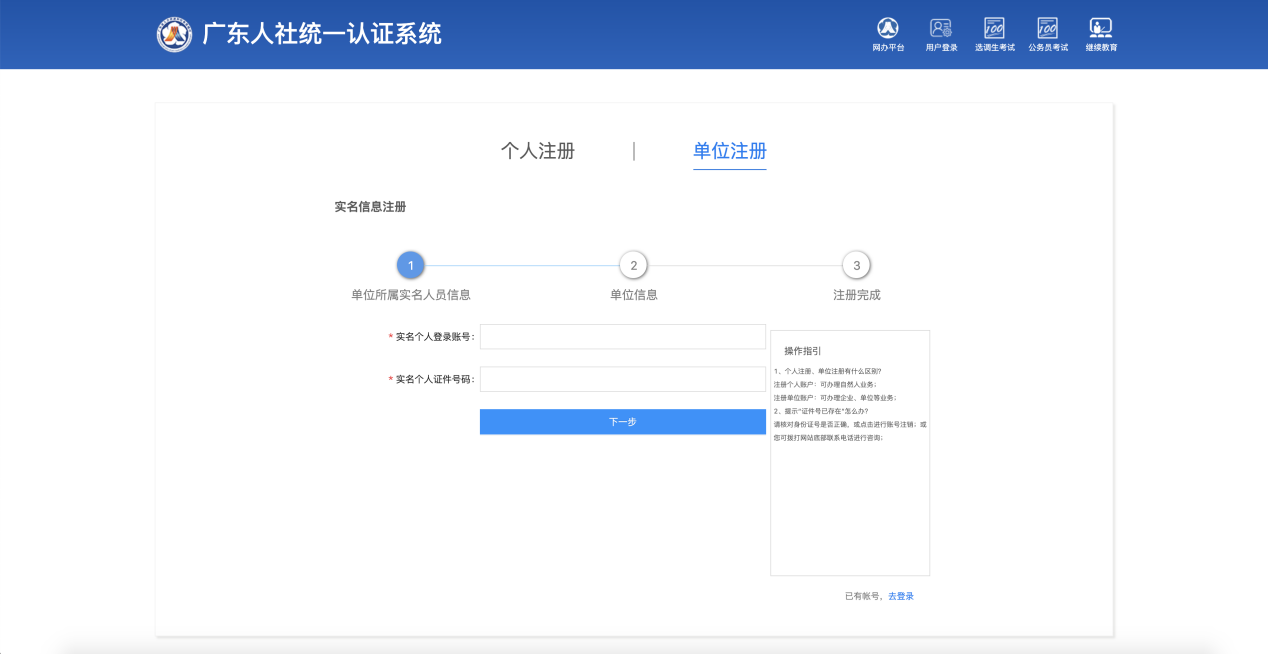 广东人社统一认证系统
网办平台 用户登录 选调生考试 公务员考试 继续教育
个人注册 | 单位注册
实名信息注册
1 2 3
单位所属实名人员信息 单位信息 注册完成
* 实名个人登录账号：
* 实名个人证件号码：
下一步
操作指引
1、个人注册、单位注册有什么区别?
注册个人账户：可办理自然人业务；
注册单位账户：可办理企业、单位等业务；
2、提示“证件号已存在”怎么办?
请核对身份证号是否正确，或点击进行账号注销；或
您可拨打网站底部联系电话进行咨询；
已有帐号，去登录